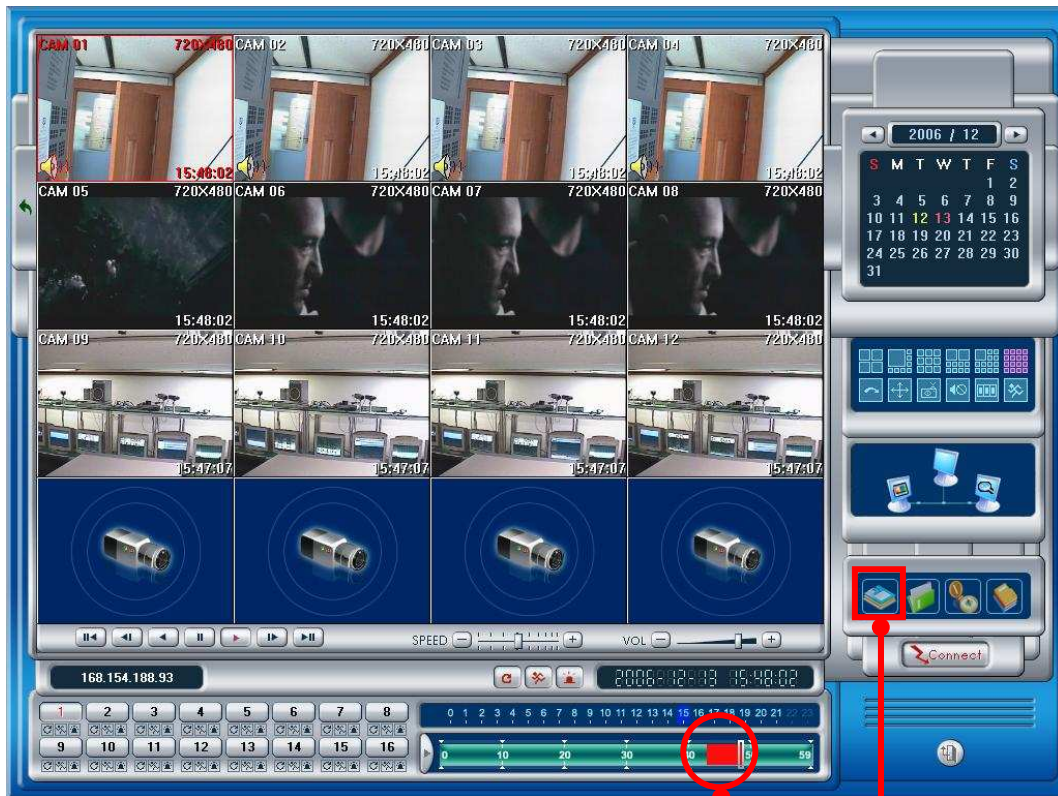 CAM 01 720X480 CAM 02 720X480 CAM 03 720X480 CAM 04 720X480
15:48:02 15:48:02 15:48:02 15:48:02
CAM 05 720X480 CAM 06 720X480 CAM 07 720X480 CAM 08 720X480
15:48:02 15:48:02 15:48:02 15:48:02
CAM 09 720X480 CAM 10 720X480 CAM 11 720X480 CAM 12 720X480
15:47:07 15:47:07 15:47:07 15:47:07
2006 / 12
S M T W T F S
1 2
3 4 5 6 7 8 9
10 11 12 13 14 15 16
17 18 19 20 21 22 23
24 25 26 27 28 29 30
31
SPEED VOL
Connect
168.154.188.93
2006-12-13 15:48:02
1 2 3 4 5 6 7 8
9 10 11 12 13 14 15 16
0 1 2 3 4 5 6 7 8 9 10 11 12 13 14 15 16 17 18 19 20 21 22 23
0 10 20 30 40 50 59